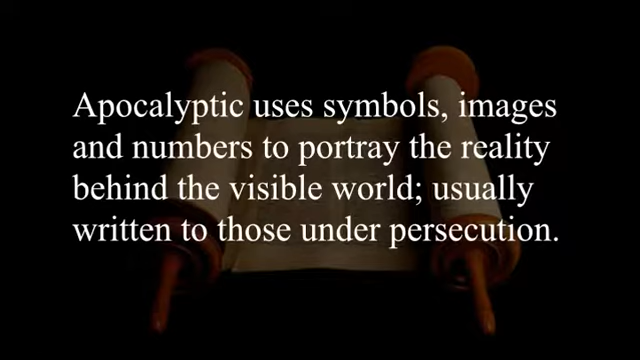 Apocalyptic uses symbols, images
and numbers to portray the reality
behind the visible world; usually
written to those under persecution.